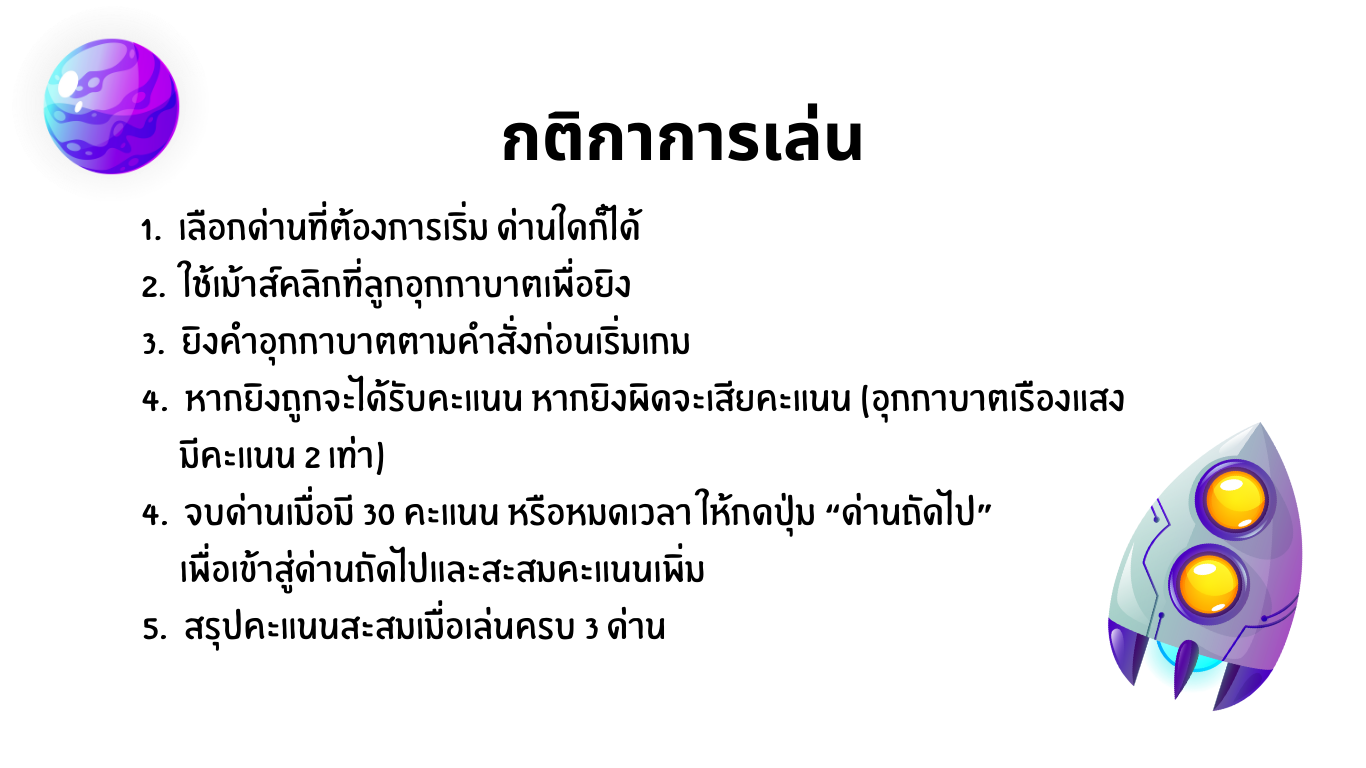 กติกาการเล่น
1. เลือกด่านที่ต้องการเริ่ม ด่านใดก็ได้
2. ใช้เม้าส์คลิกที่ลูกอุกกาบาตเพื่อยิง
3. ยิงคำอุกกาบาตตามคำสั่งก่อนเริ่มเกม
4. หากยิงถูกจะได้รับคะแนน หากยิงผิดจะเสียคะแนน (อุกกาบาตเรืองแสง
มีคะแนน 2 เท่า)
4. จบด่านเมื่อมี 30 คะแนน หรือหมดเวลา ให้กดปุ่ม “ด่านถัดไป”
เพื่อเข้าสู่ด่านถัดไปและสะสมคะแนนเพิ่ม
5. สรุปคะแนนสะสมเมื่อเล่นครบ 3 ด่าน